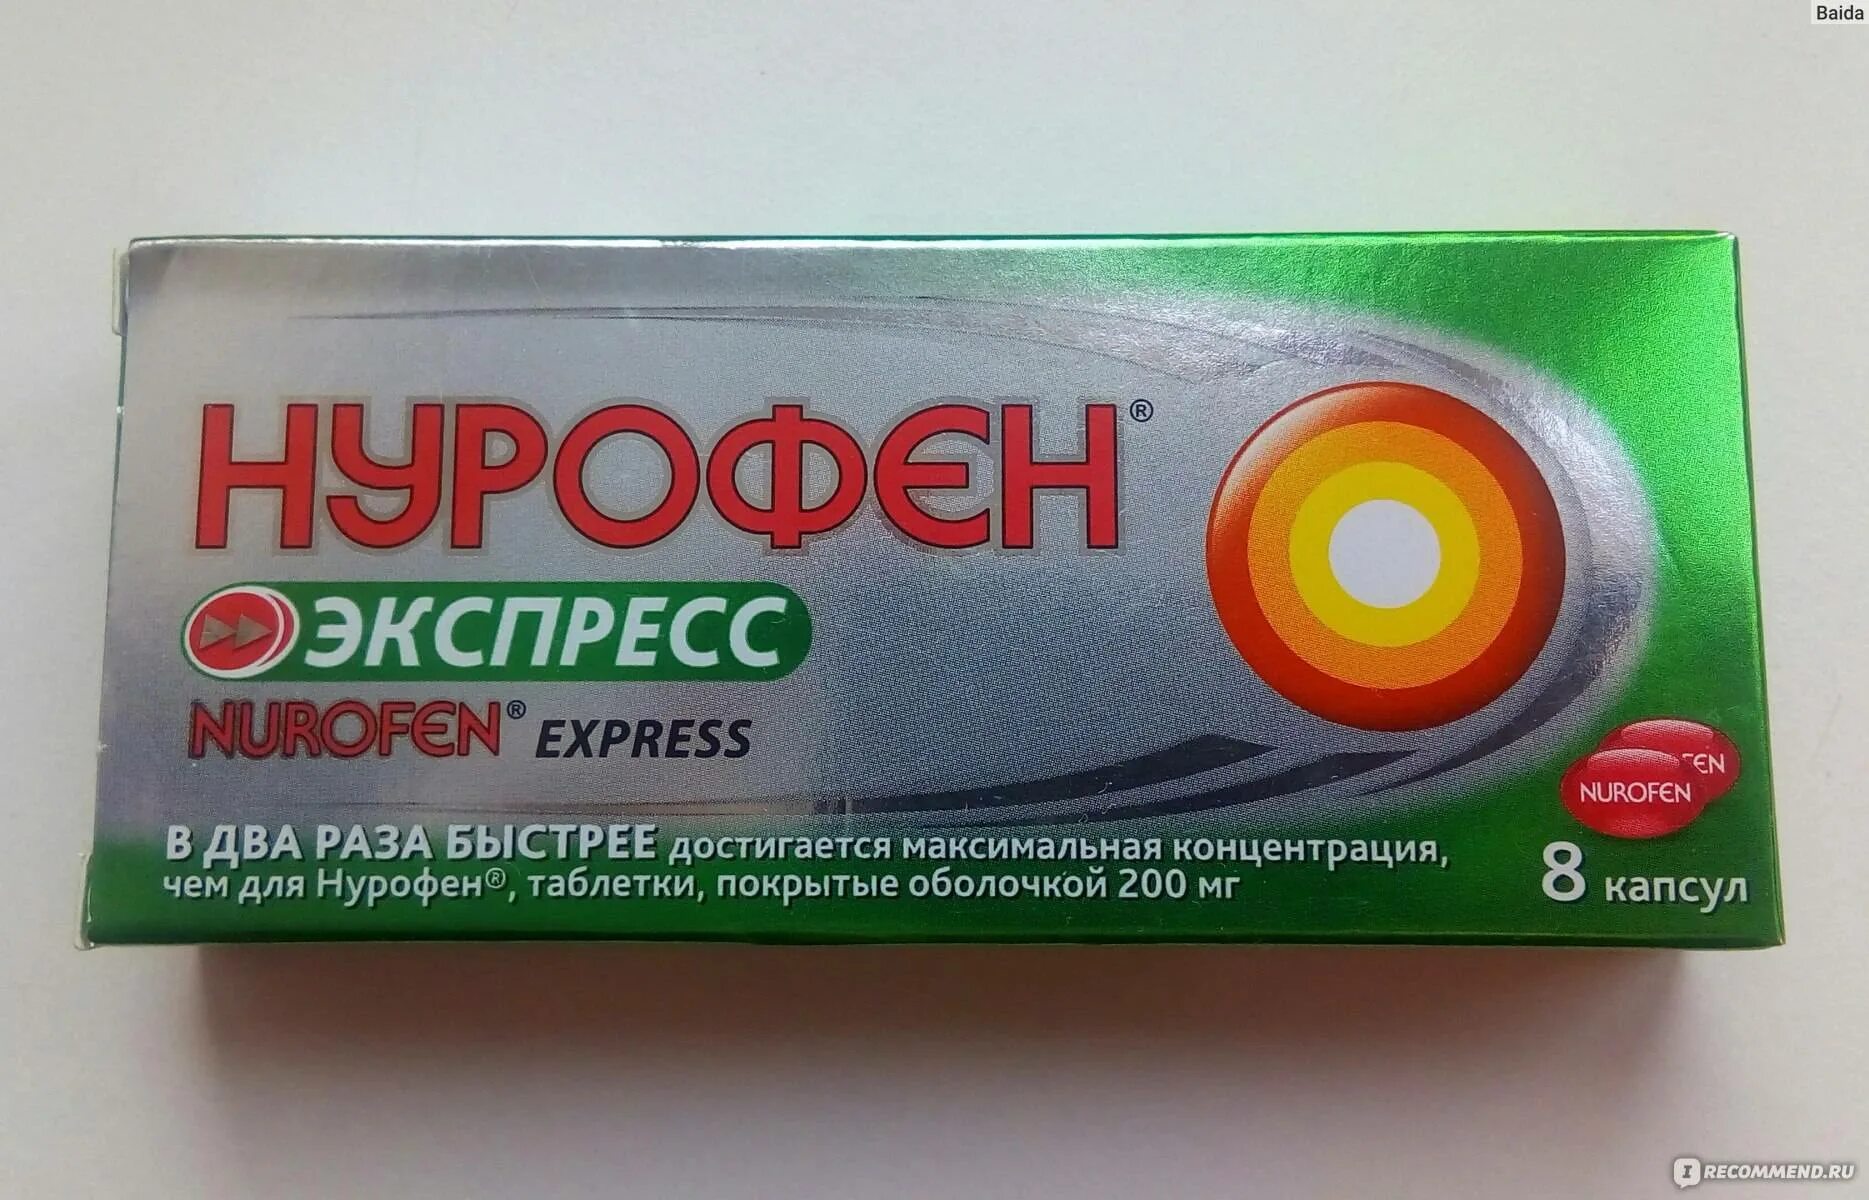 Baida
НУРОФЕН®
ЭКСПРЕСС
NUROFEN® EXPRESS
NUROFEN
В ДВА РАЗА БЫСТРЕЕ достигается максимальная концентрация,
чем для Нурофен®, таблетки, покрытые оболочкой 200 мг
8 капсул
IRECOMMEND.RU